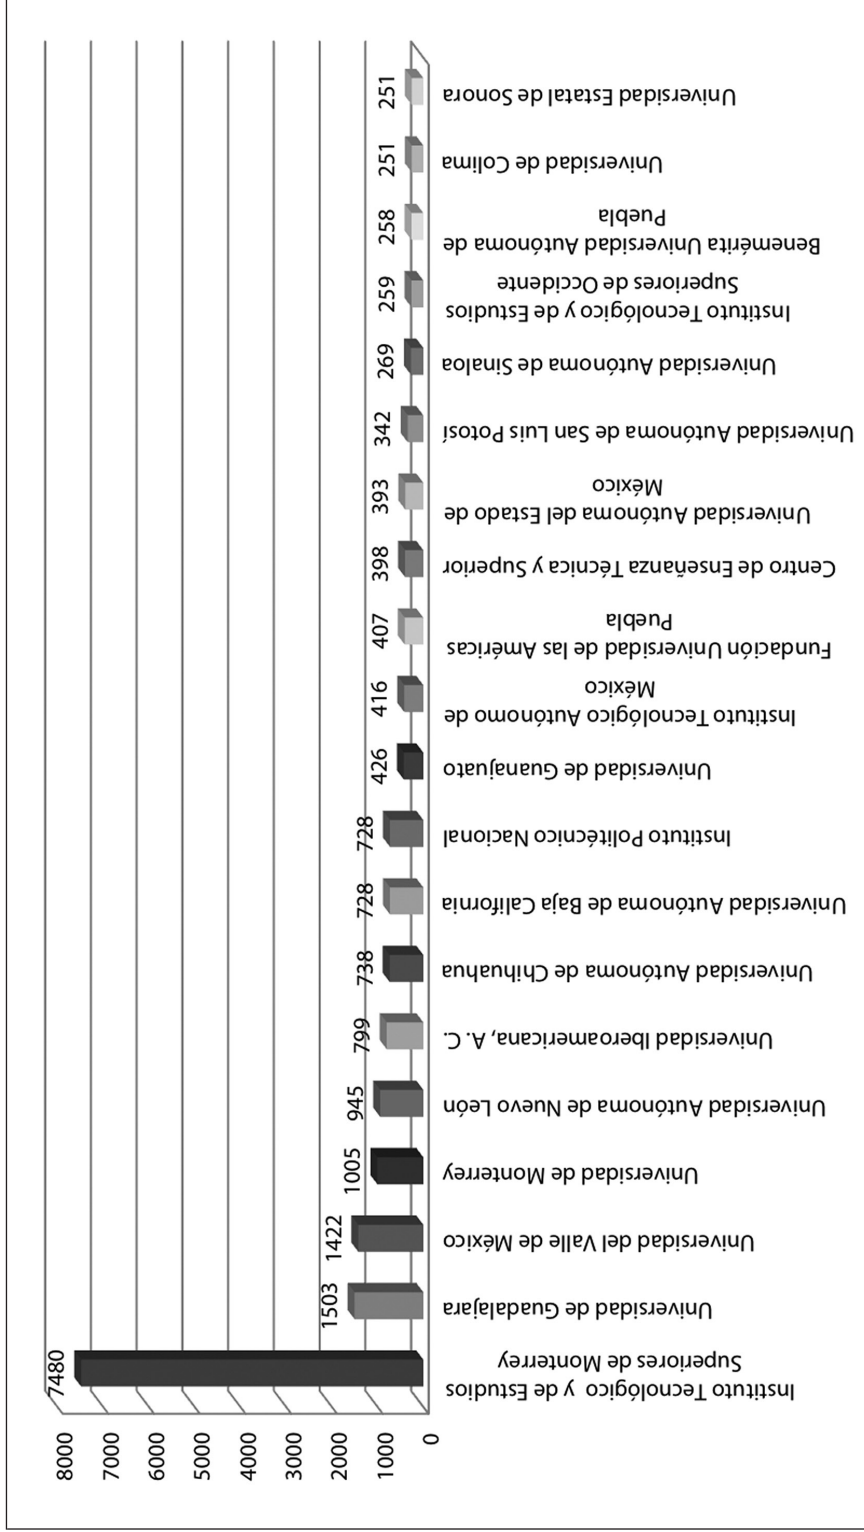 8000
7000
6000
5000
4000
3000
2000
1000
0
7480
1503
1422
1005
945
799
738
728
728
426
416
407
398
393
342
269
259
258
251
251
Instituto Tecnológico y de Estudios
Superiores de Monterrey
Universidad de Guadalajara
Universidad del Valle de México
Universidad de Monterrey
Universidad Autónoma de Nuevo León
Universidad Iberoamericana, A. C.
Universidad Autónoma de Chihuahua
Universidad Autónoma de Baja California
Instituto Politécnico Nacional
Universidad de Guanajuato
Instituto Tecnológico Autónomo de
México
Fundación Universidad de las Américas
Puebla
Centro de Enseñanza Técnica y Superior
Universidad Autónoma del Estado de
México
Universidad Autónoma de San Luis Potosí
Universidad Autónoma de Sinaloa
Instituto Tecnológico y de Estudios
Superiores de Occidente
Benemérita Universidad Autónoma de
Puebla
Universidad de Colima
Universidad Estatal de Sonora